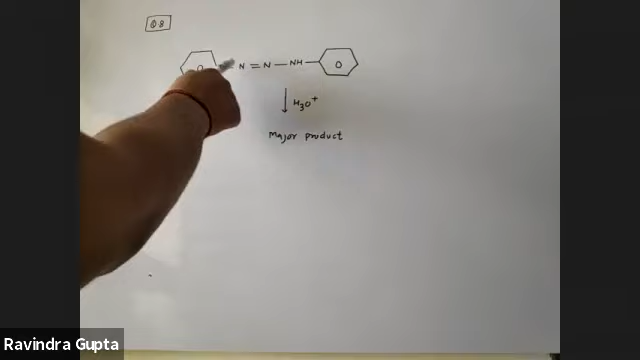 Q8
N = N — NH —
H3O+
Major product
Ravindra Gupta